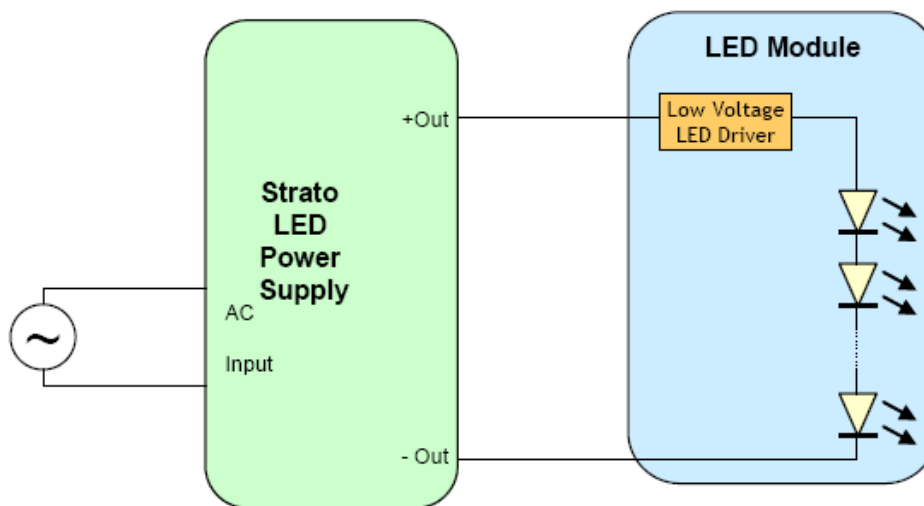 LED Module
+Out
Low Voltage
LED Driver
Strato
LED
Power
Supply
AC
Input
- Out
~